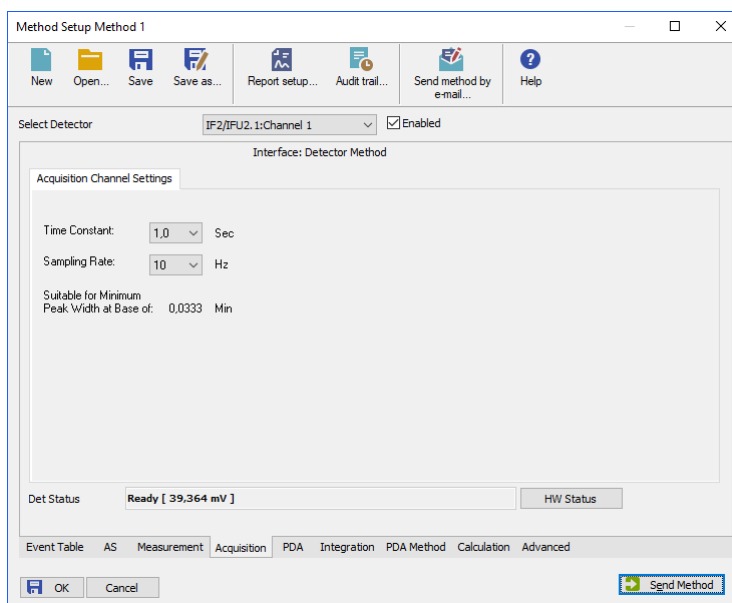 Method Setup Method 1
New Open... Save Save as... Report setup... Audit trail... Send method by Help
e-mail...
Select Detector IF2/IFU2.1:Channel 1 Enabled
Interface: Detector Method
Acquisition Channel Settings
Time Constant: 1,0 Sec
Sampling Rate: 10 Hz
Suitable for Minimum
Peak Width at Base of: 0,0333 Min
Det Status Ready [ 39,364 mV ] HW Status
Event Table AS Measurement Acquisition PDA Integration PDA Method Calculation Advanced
OK Cancel Send Method